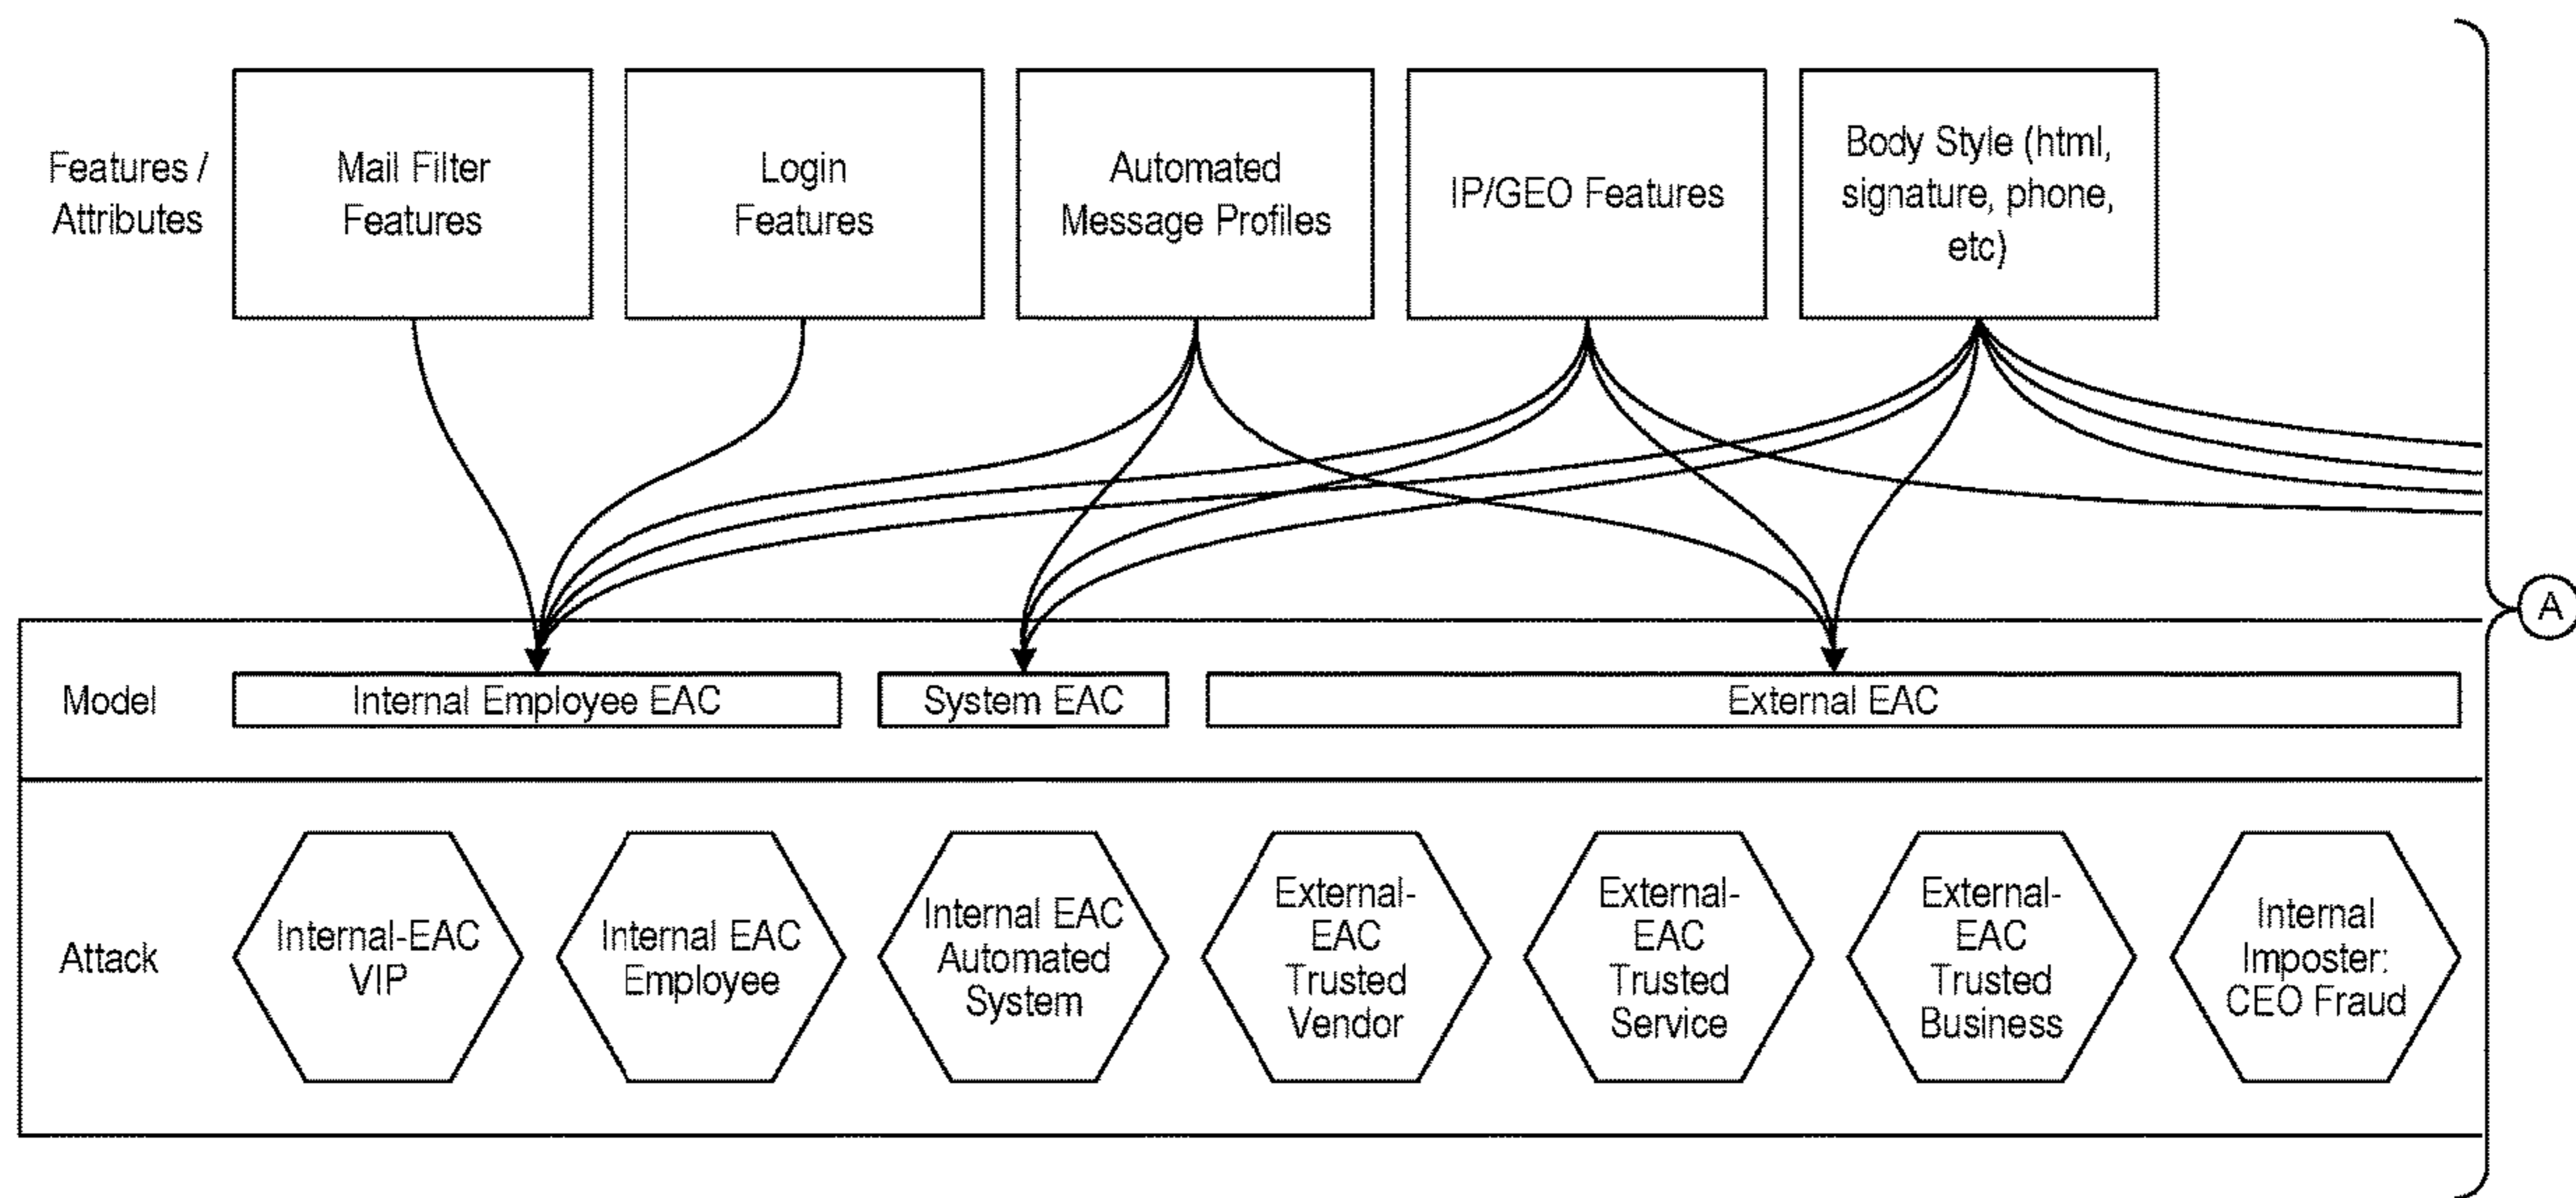 Features /
Attributes
Mail Filter
Features
Login
Features
Automated
Message Profiles
IP/GEO Features
Body Style (html,
signature, phone,
etc)
A
Model
Internal Employee EAC
System EAC
External EAC
Attack
Internal-EAC
VIP
Internal EAC
Employee
Internal EAC
Automated
System
External-
EAC
Trusted
Vendor
External-
EAC
Trusted
Service
External-
EAC
Trusted
Business
Internal
Imposter:
CEO Fraud